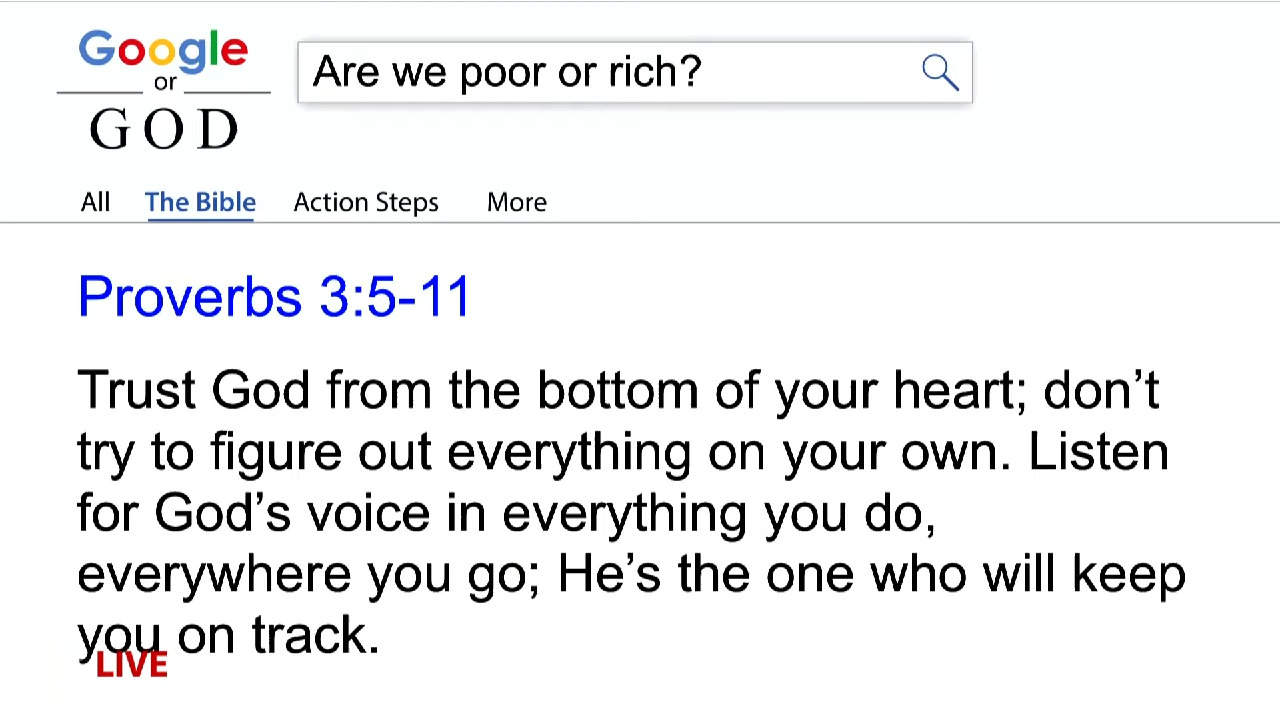 Google
or
GOD
Are we poor or rich?
All The Bible Action Steps More
Proverbs 3:5-11
Trust God from the bottom of your heart; don’t
try to figure out everything on your own. Listen
for God’s voice in everything you do,
everywhere you go; He’s the one who will keep
you on track.
LIVE